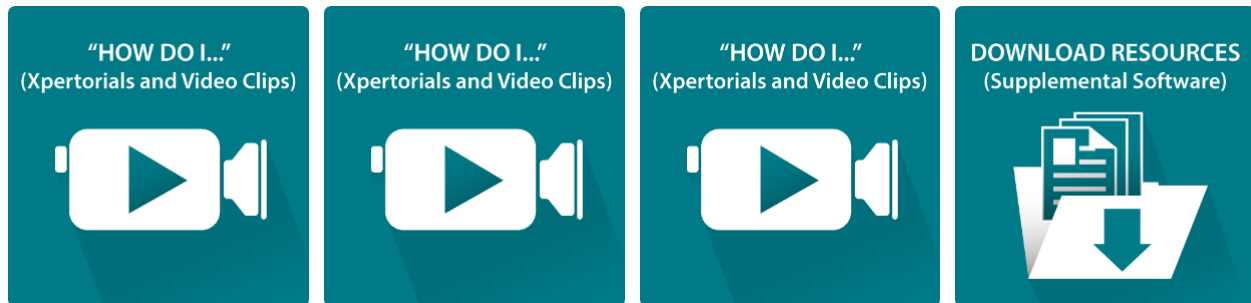 “HOW DO I...”
(Xpertorials and Video Clips)
“HOW DO I...”
(Xpertorials and Video Clips)
“HOW DO I...”
(Xpertorials and Video Clips)
DOWNLOAD RESOURCES
(Supplemental Software)